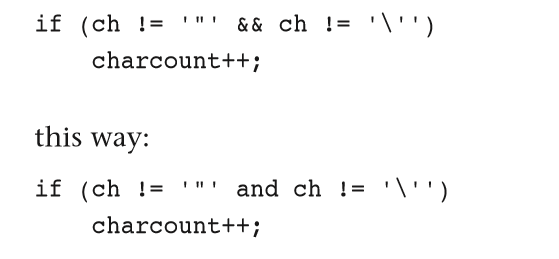 if (ch != '"' && ch != '\'')
    charcount++;
this way:
if (ch != '"' and ch != '\'')
    charcount++;